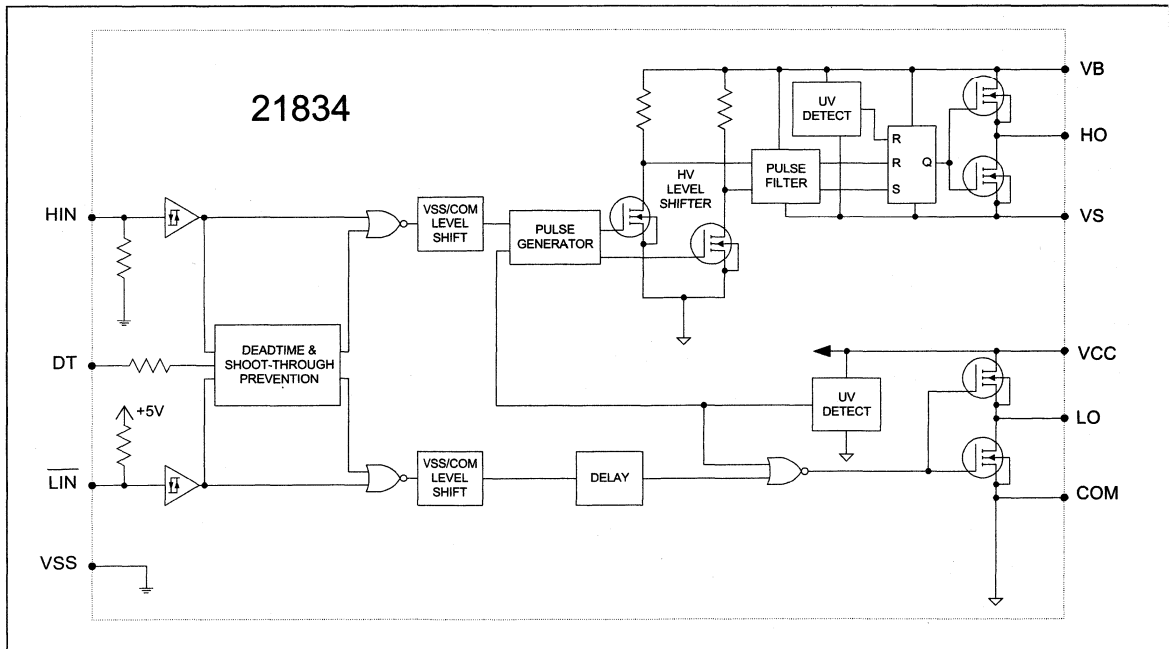 21834
VB
UV
DETECT
HO
R
R
Q
S
PULSE
FILTER
HV
LEVEL
SHIFTER
VS
HIN
VSS/COM
LEVEL
SHIFT
PULSE
GENERATOR
DT
DEADTIME &
SHOOT-THROUGH
PREVENTION
VCC
+5V
UV
DETECT
LO
LIN
VSS/COM
LEVEL
SHIFT
DELAY
COM
VSS